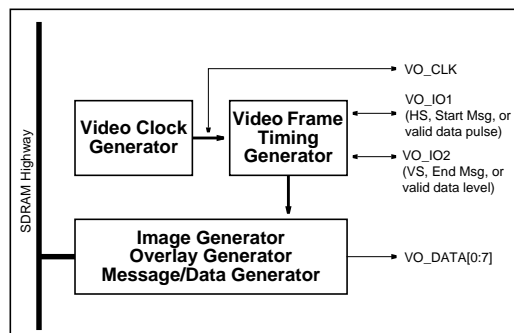 VO_CLK
VO_IO1
(HS, Start Msg, or
valid data pulse)
Video Clock
Generator
Video Frame
Timing
Generator
VO_IO2
(VS, End Msg, or
valid data level)
SDRAM Highway
Image Generator
Overlay Generator
Message/Data Generator
VO_DATA[0:7]